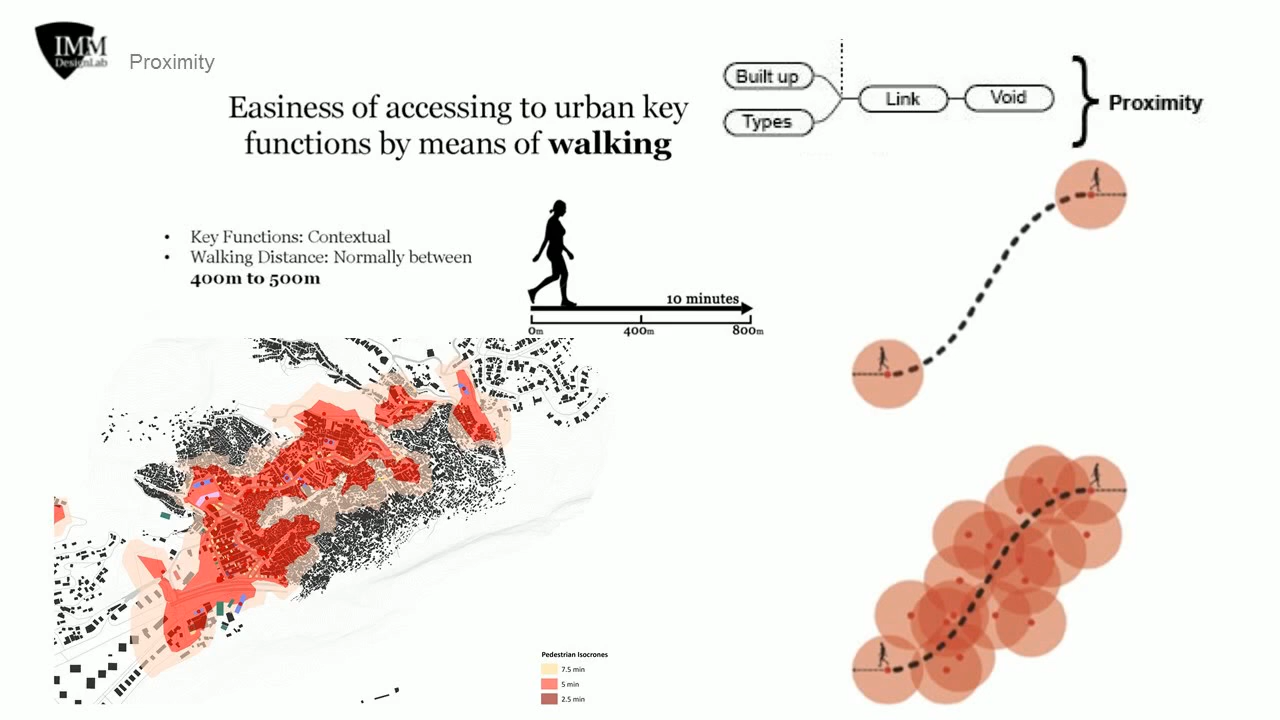 IMM
DesignLab
Proximity
Easiness of accessing to urban key
functions by means of walking
Built up
Types
Link
Void
Proximity
• Key Functions: Contextual
• Walking Distance: Normally between
400m to 500m
10 minutes
0m
400m
800m
Pedestrian Isocrones
7.5 min
5 min
2.5 min